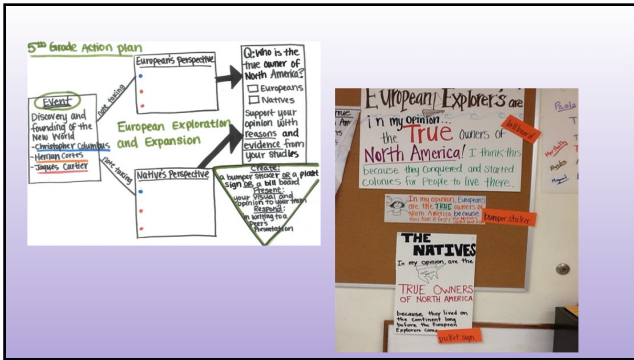 5th Grade Action plan
Event
Discovery and
founding of the
New World
- Christopher Columbus
- Hernan Cortes
- Jaques Cartier
note taking
note taking
European's Perspective
European Exploration
and Expansion
Native's Perspective
Q: Who is the
true owner of
North America?
Europeans
Natives
Support your
opinion with
reasons and
evidence from
your studies
Create:
a bumper sticker OR a picket
sign OR a bill board
Present:
your visual and
opinion to your team
Respond:
in writing to a
Peer's
Presentation
European Explorer's are
in my opinion...
the True Owners of
North America! I think this
because they Conquered and Started
colonies for People to live there.
billboard
In my opinion, Europeans
are the TRUE owners of
North America because
bumper sticker
THE
NATIVES
In my opinion, are the
TRUE OWNERS
OF NORTH AMERICA
because they lived on
the continent long
before the European
Explorers came
picket sign